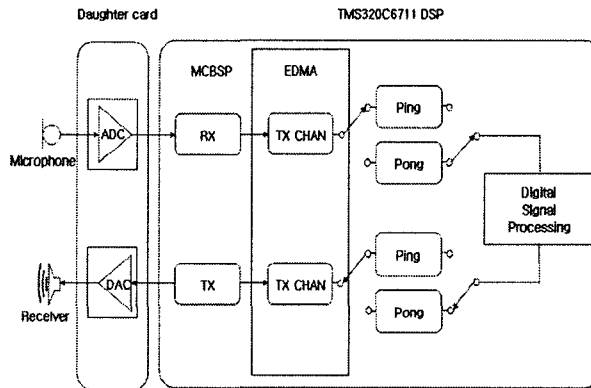 Daughter card
TMS320C6711 DSP
MCBSP
EDMA
Microphone
ADC
RX
TX CHAN
Ping
Pong
Digital
Signal
Processing
Receiver
DAC
TX
TX CHAN
Ping
Pong